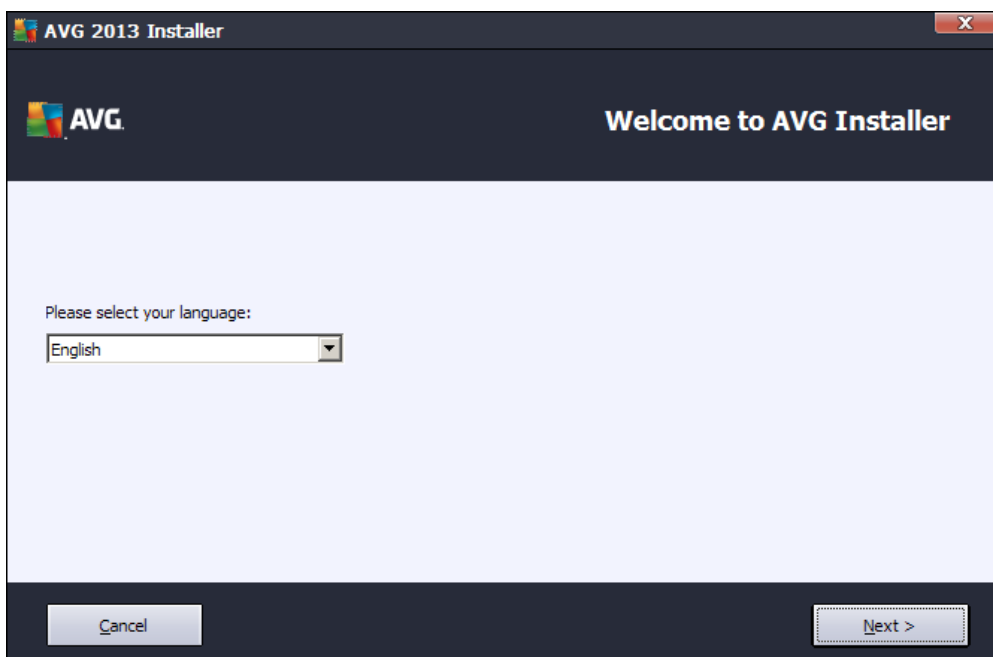 AVG 2013 Installer
X
AVG.
Welcome to AVG Installer
Please select your language:
English
Cancel
Next >